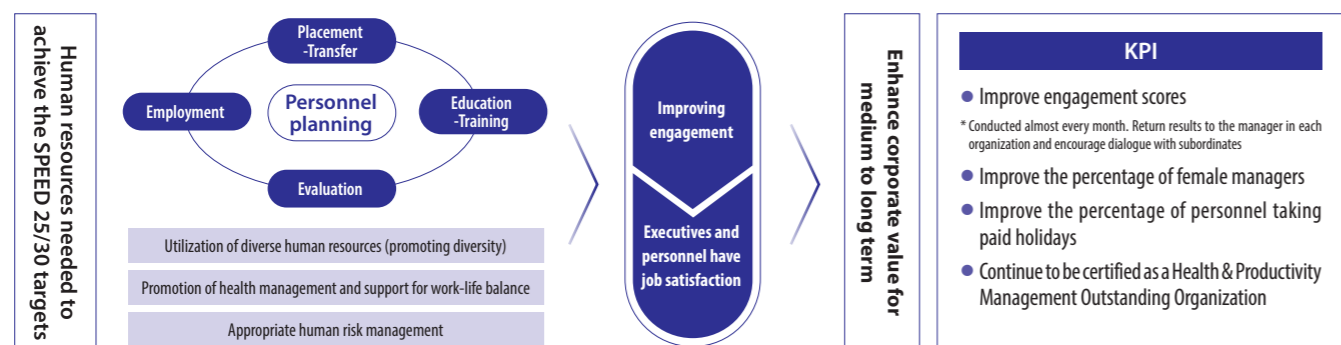 Human resources needed to
achieve the SPEED 25/30 targets
Placement
-Transfer
Employment
Personnel
planning
Education
-Training
Evaluation
Utilization of diverse human resources (promoting diversity)
Promotion of health management and support for work-life balance
Appropriate human risk management
Improving
engagement
Executives and
personnel have
job satisfaction
Enhance corporate value for
medium to long term
KPI
● Improve engagement scores
* Conducted almost every month. Return results to the manager in each
organization and encourage dialogue with subordinates
● Improve the percentage of female managers
● Improve the percentage of personnel taking
paid holidays
● Continue to be certified as a Health & Productivity
Management Outstanding Organization